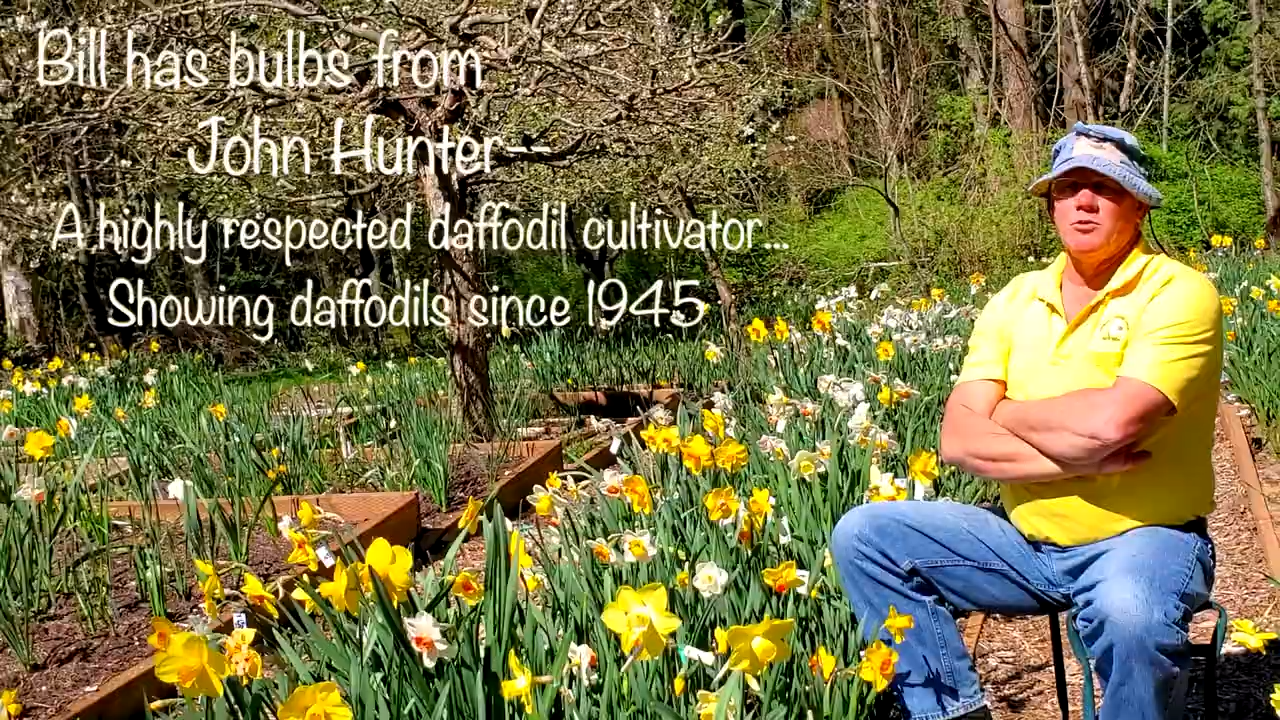 Bill has bulbs from
John Hunter--
A highly respected daffodil cultivator...
Showing daffodils since 1945